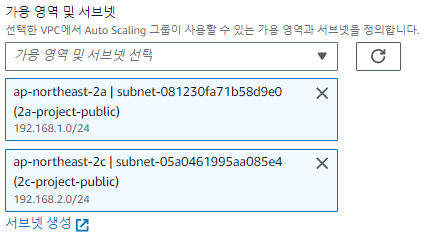 가용 영역 및 서브넷
선택한 VPC에서 Auto Scaling 그룹이 사용할 수 있는 가용 영역과 서브넷을 정의합니다.
가용 영역 및 서브넷 선택
ap-northeast-2a | subnet-081230fa71b58d9e0
(2a-project-public)
192.168.1.0/24
ap-northeast-2c | subnet-05a0461995aa085e4
(2c-project-public)
192.168.2.0/24
서브넷 생성